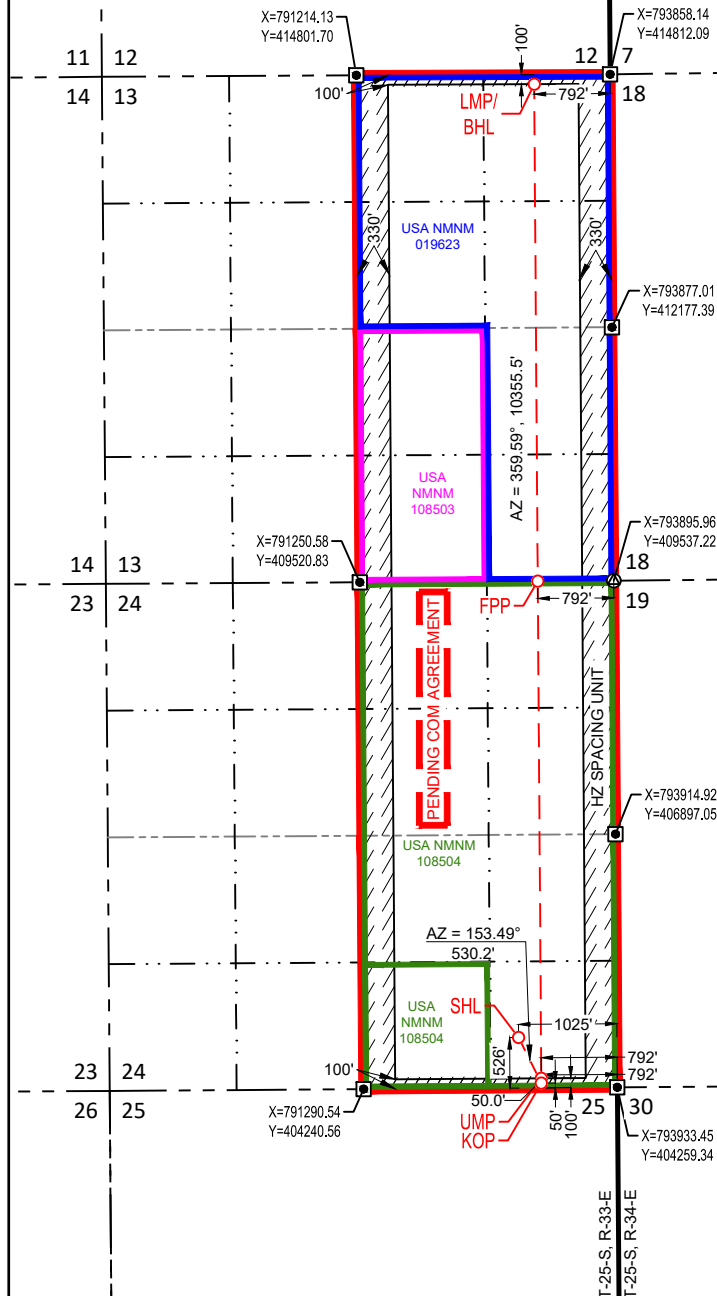 X=791214.13
Y=414801.70
X=793858.14
Y=414812.09
100'
11 12
12 7
14 13
18
100'
792'
LMP/
BHL
330'
USA NMNM
019623
330'
X=793877.01
Y=412177.39
AZ = 359.59°, 10355.5'
USA
NMNM
108503
X=791250.58
Y=409520.83
X=793895.96
Y=409537.22
14 13
18
23 24
19
FPP
792'
PENDING COM AGREEMENT
HZ SPACING UNIT
X=793914.92
Y=406897.05
USA NMNM
108504
AZ = 153.49°
530.2'
USA
NMNM
108504
SHL
1025'
526'
792'
792'
100'
23 24
26 25
50.0'
50'
100'
25 30
UMP
KOP
X=791290.54
Y=404240.56
X=793933.45
Y=404259.34
T-25-S, R-33-E
T-25-S, R-34-E